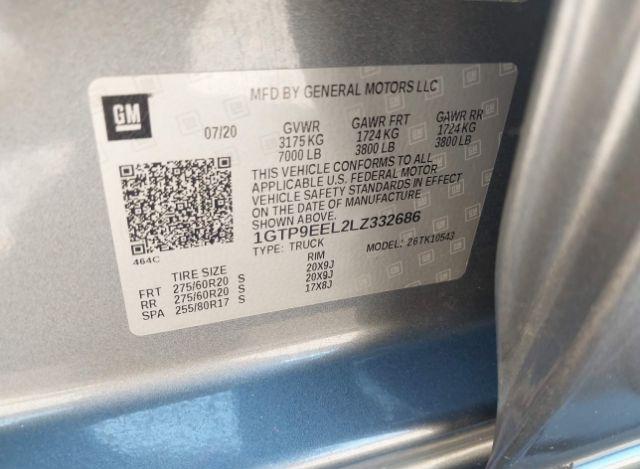 MFD BY GENERAL MOTORS LLC
GM
07/20 GVWR GAWR FRT GAWR RR
3175 KG 1724 KG 1724 KG
7000 LB 3800 LB 3800 LB
THIS VEHICLE CONFORMS TO ALL
APPLICABLE U.S. FEDERAL MOTOR
VEHICLE SAFETY STANDARDS IN EFFECT
ON THE DATE OF MANUFACTURE
SHOWN ABOVE.
1GTP9EEL2LZ332686
464C
TYPE: TRUCK MODEL: Z6TK10543
TIRE SIZE RIM
FRT 275/60R20 S 20X9J
RR 275/60R20 S 20X9J
SPA 255/80R17 S 17X8J